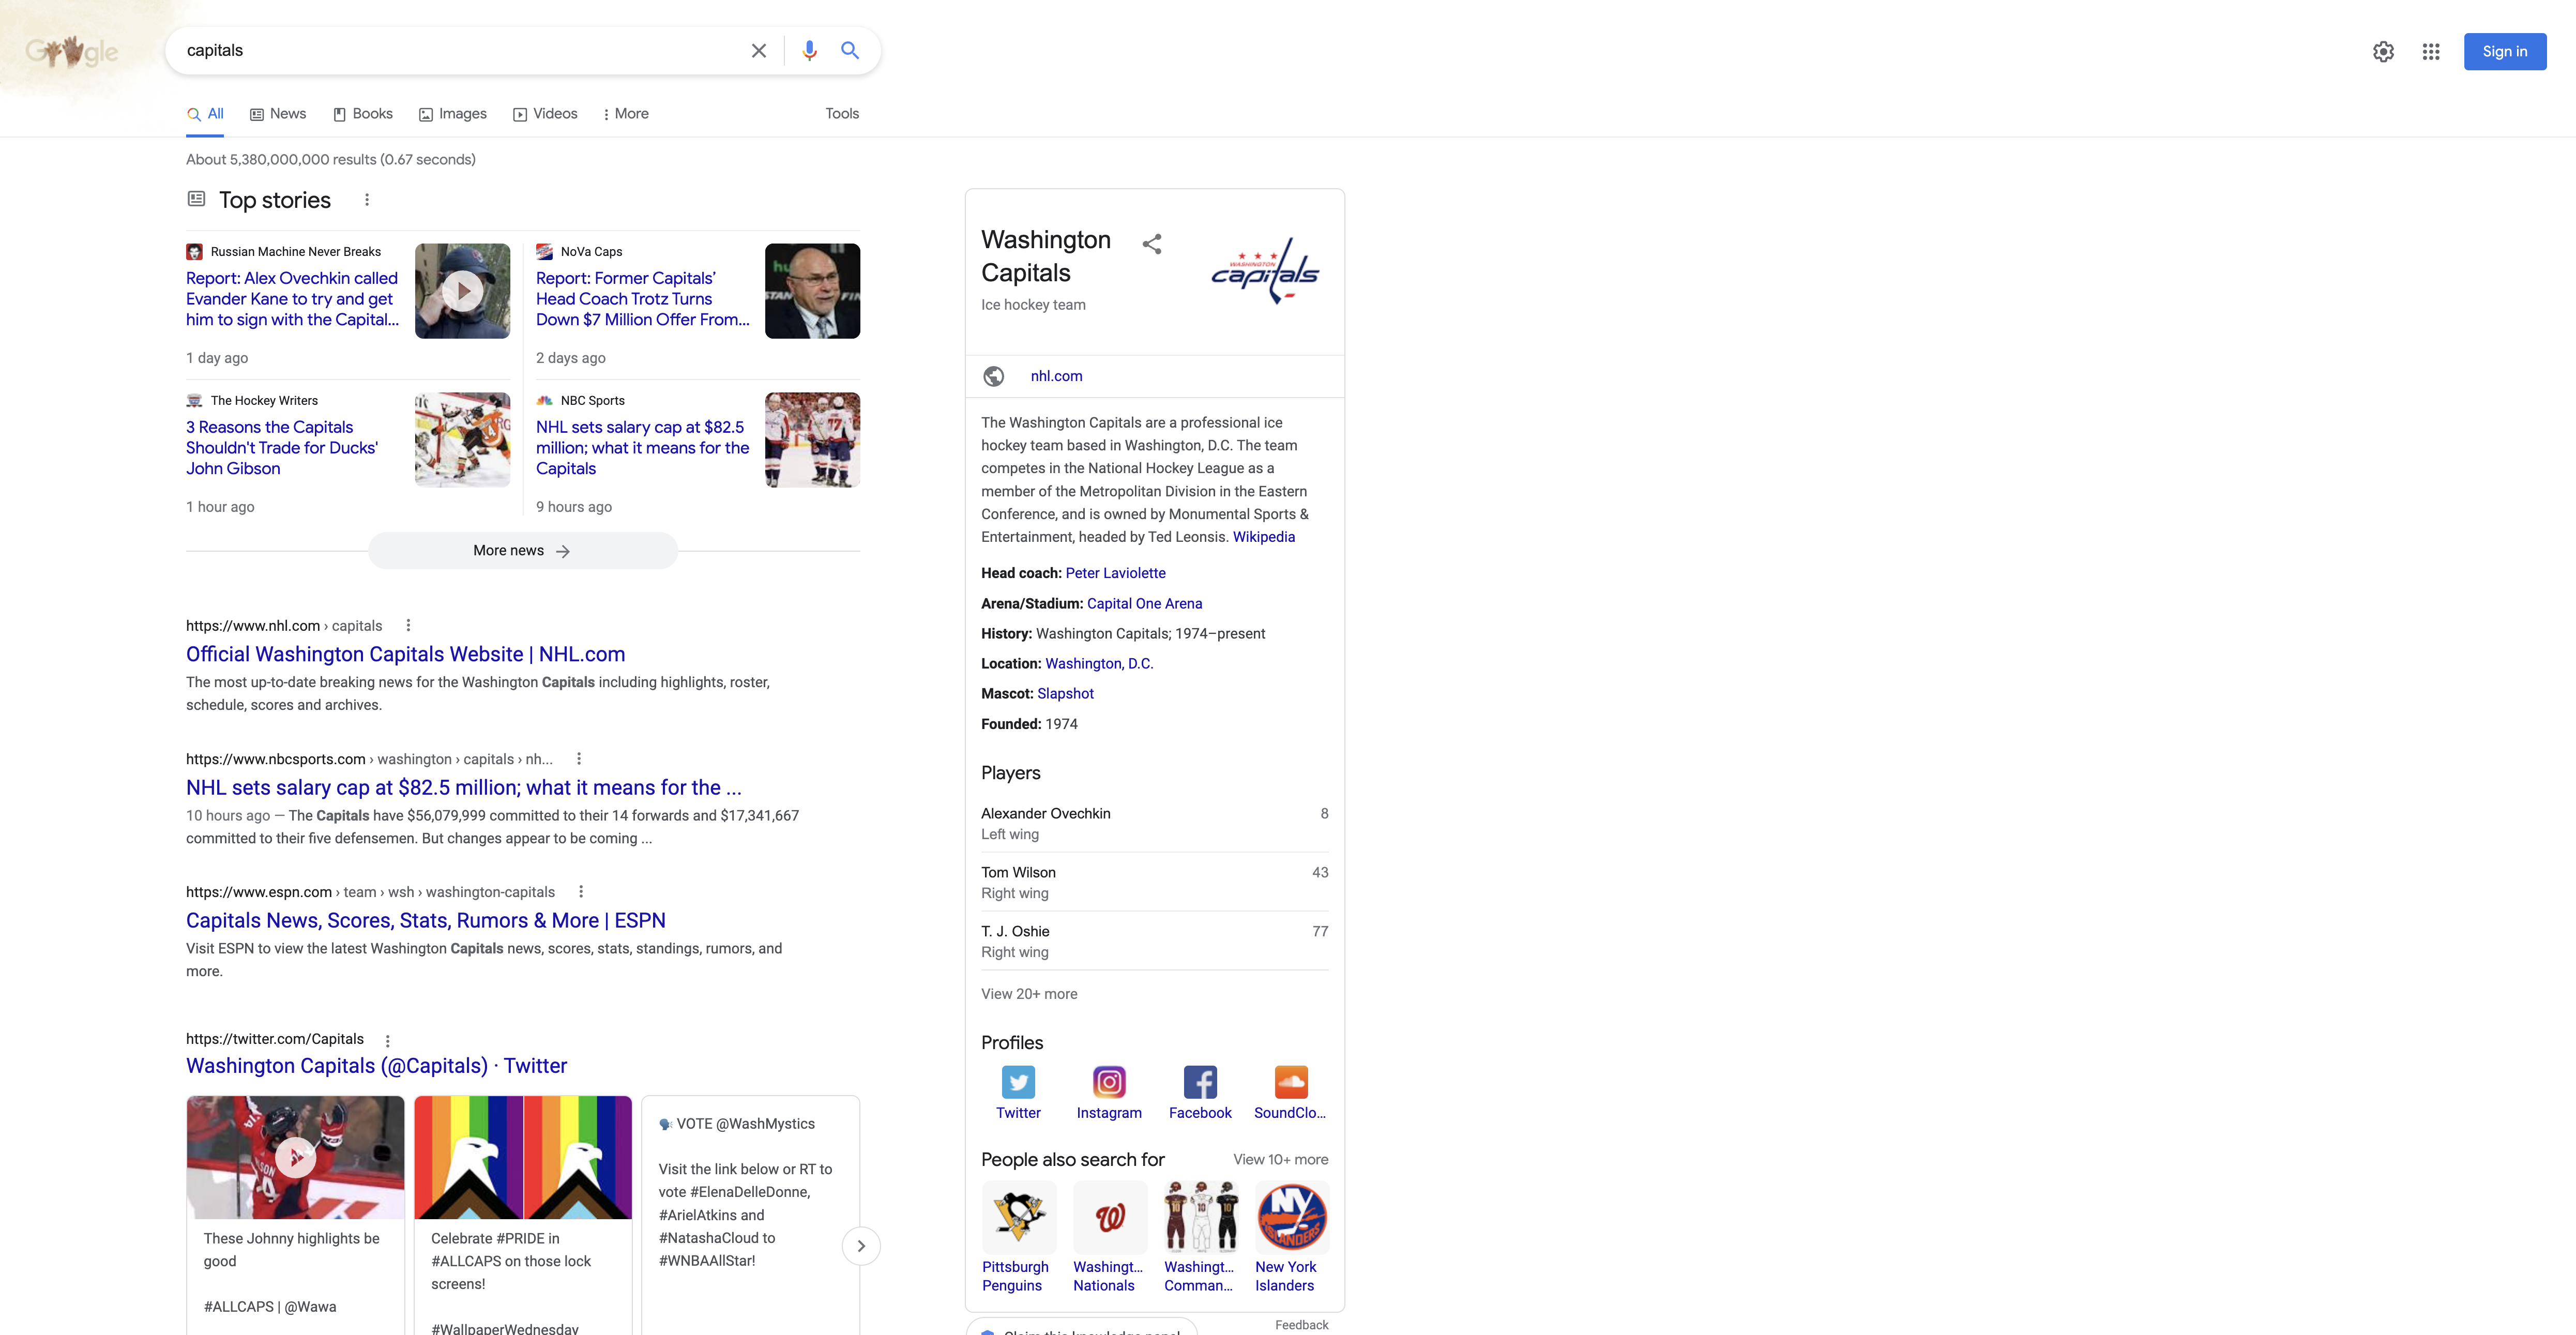 Google
capitals
Sign in
All
News
Books
Images
Videos
More
Tools
About 5,380,000,000 results (0.67 seconds)
Top stories
Russian Machine Never Breaks
Report: Alex Ovechkin called
Evander Kane to try and get
him to sign with the Capital...
1 day ago
NoVa Caps
Report: Former Capitals’
Head Coach Trotz Turns
Down $7 Million Offer From...
2 days ago
The Hockey Writers
3 Reasons the Capitals
Shouldn't Trade for Ducks'
John Gibson
1 hour ago
NBC Sports
NHL sets salary cap at $82.5
million; what it means for the
Capitals
9 hours ago
More news
https://www.nhl.com › capitals
Official Washington Capitals Website | NHL.com
The most up-to-date breaking news for the Washington Capitals including highlights, roster,
schedule, scores and archives.
https://www.nbcsports.com › washington › capitals › nh...
NHL sets salary cap at $82.5 million; what it means for the ...
10 hours ago — The Capitals have $56,079,999 committed to their 14 forwards and $17,341,667
committed to their five defensemen. But changes appear to be coming ...
https://www.espn.com › team › wsh › washington-capitals
Capitals News, Scores, Stats, Rumors & More | ESPN
Visit ESPN to view the latest Washington Capitals news, scores, stats, standings, rumors, and
more.
https://twitter.com/Capitals
Washington Capitals (@Capitals) · Twitter
These Johnny highlights be
good
#ALLCAPS | @Wawa
Celebrate #PRIDE in
#ALLCAPS on those lock
screens!
#WallpaperWednesday
VOTE @WashMystics
Visit the link below or RT to
vote #ElenaDelleDonne,
#ArielAtkins and
#NatashaCloud to
#WNBAAllStar!
Washington
Capitals
Ice hockey team
WASHINGTON
capitals
nhl.com
The Washington Capitals are a professional ice
hockey team based in Washington, D.C. The team
competes in the National Hockey League as a
member of the Metropolitan Division in the Eastern
Conference, and is owned by Monumental Sports &
Entertainment, headed by Ted Leonsis. Wikipedia
Head coach: Peter Laviolette
Arena/Stadium: Capital One Arena
History: Washington Capitals; 1974–present
Location: Washington, D.C.
Mascot: Slapshot
Founded: 1974
Players
Alexander Ovechkin 8
Left wing
Tom Wilson 43
Right wing
T. J. Oshie 77
Right wing
View 20+ more
Profiles
Twitter
Instagram
Facebook
SoundClo...
People also search for
View 10+ more
Pittsburgh
Penguins
Washingt...
Nationals
Washingt...
Comman...
New York
Islanders
Claim this knowledge panel
Feedback